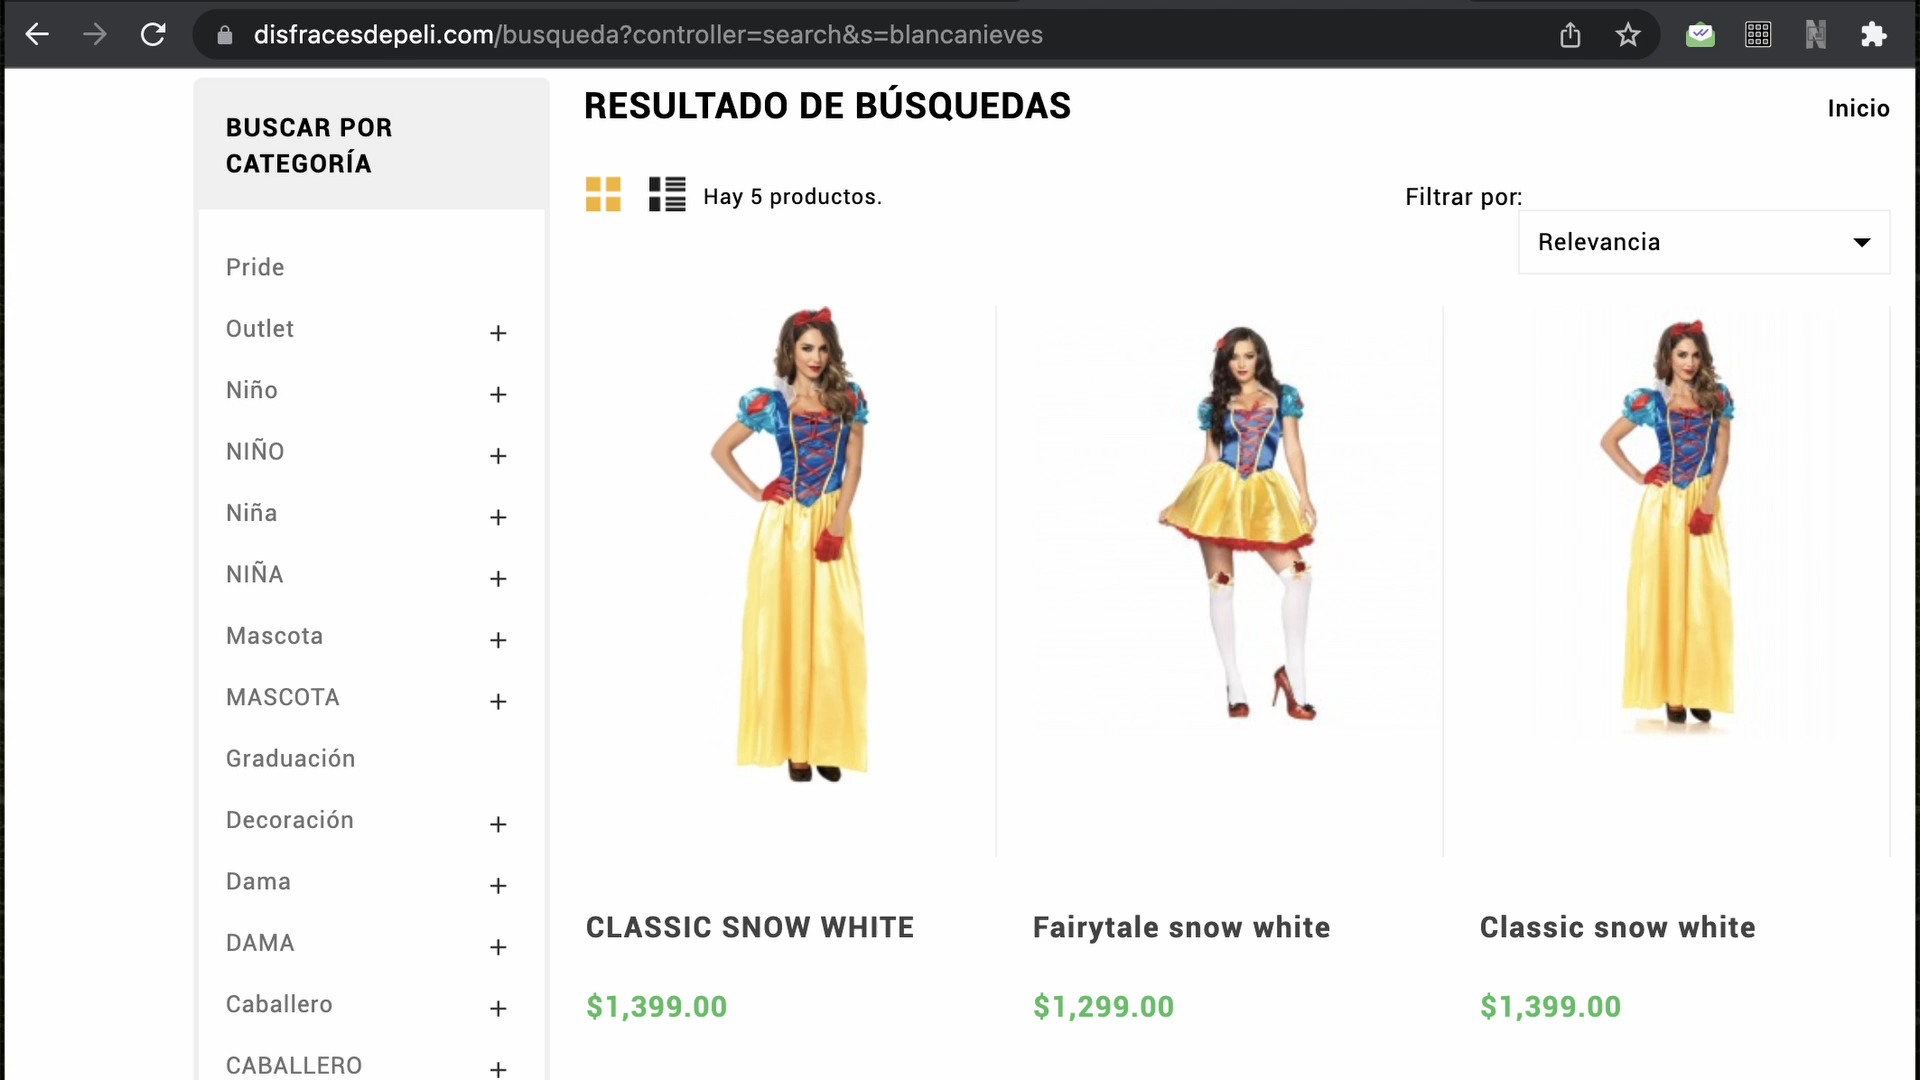 disfracesdepeli.com/busqueda?controller=search&s=blancanieves
BUSCAR POR
CATEGORÍA
Pride
Outlet +
Niño +
NIÑO +
Niña +
NIÑA +
Mascota +
MASCOTA +
Graduación
Decoración +
Dama +
DAMA +
Caballero +
CABALLERO +
RESULTADO DE BÚSQUEDAS
Inicio
Hay 5 productos.
Filtrar por:
Relevancia
CLASSIC SNOW WHITE
$1,399.00
Fairytale snow white
$1,299.00
Classic snow white
$1,399.00